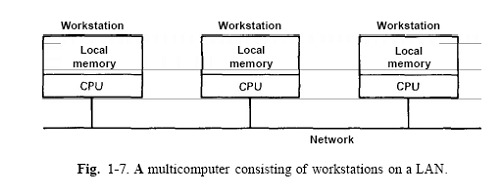 Workstation Workstation Workstation
Local memory Local memory Local memory
CPU CPU CPU
Network
Fig. 1-7. A multicomputer consisting of workstations on a LAN.